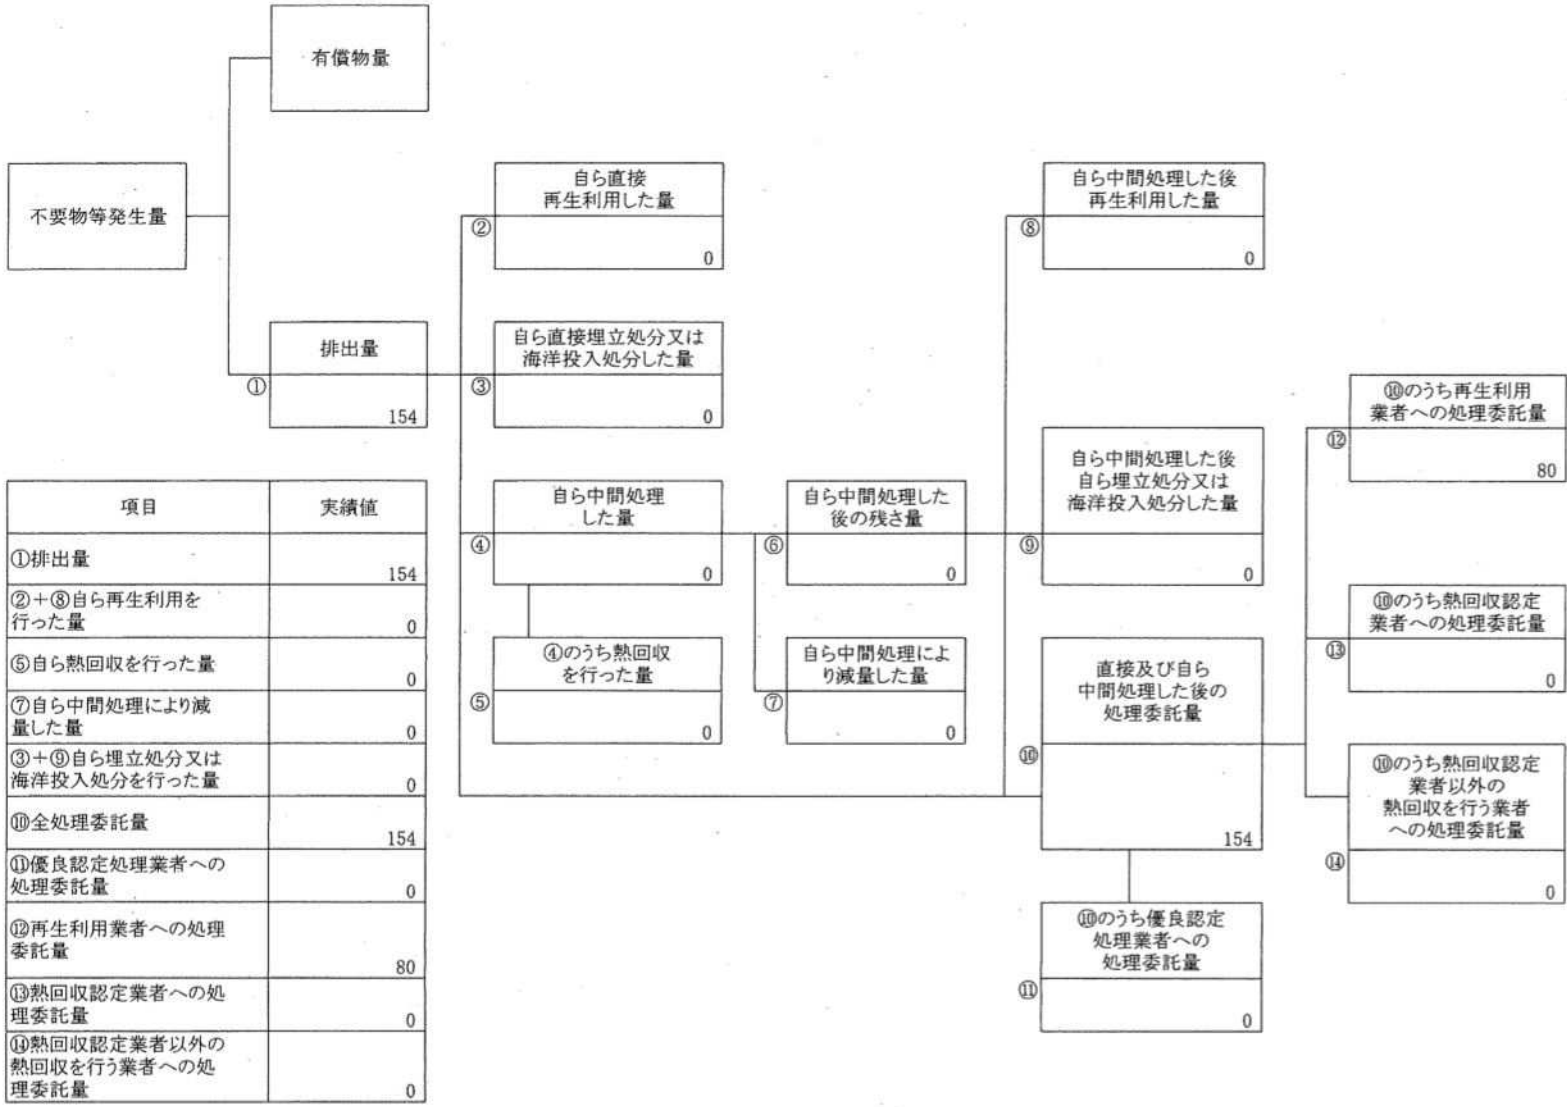 有償物量
不要物等発生量
自ら直接
再生利用した量
②
0
自ら中間処理した後
再生利用した量
⑧
0
排出量
①
154
自ら直接埋立処分又は
海洋投入処分した量
③
0
⑩のうち再生利用
業者への処理委託量
⑫
80
自ら中間処理
した量
④
0
自ら中間処理した
後の残さ量
⑥
0
自ら中間処理した後
自ら埋立処分又は
海洋投入処分した量
⑨
0
⑩のうち熱回収認定
業者への処理委託量
⑬
0
④のうち熱回収
を行った量
⑤
0
自ら中間処理によ
り減量した量
⑦
0
直接及び自ら
中間処理した後の
処理委託量
⑩
154
⑩のうち熱回収認定
業者以外の
熱回収を行う業者
への処理委託量
⑭
0
⑩のうち優良認定
処理業者への
処理委託量
⑪
0
項目 実績値
①排出量 154
②+⑧自ら再生利用を
行った量 0
⑤自ら熱回収を行った量 0
⑦自ら中間処理により減
量した量 0
③+⑨自ら埋立処分又は
海洋投入処分を行った量 0
⑩全処理委託量 154
⑪優良認定処理業者への
処理委託量 0
⑫再生利用業者への処理
委託量 80
⑬熱回収認定業者への処
理委託量 0
⑭熱回収認定業者以外の
熱回収を行う業者への処
理委託量 0